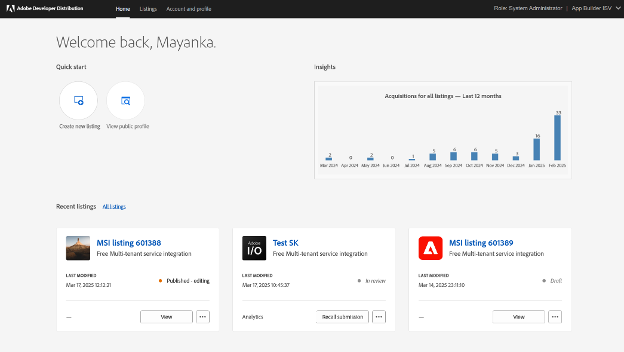 Adobe Developer Distribution
Home Listings Account and profile
Role: System Administrator | App Builder ISV
Welcome back, Mayanka.
Quick start
Create new listing View public profile
Insights
Acquisitions for all listings — Last 12 months
2 0 2 0 1 5 6 6 5 3 16
Mar 2024 Apr 2024 May 2024 Jun 2024 Jul 2024 Aug 2024 Sep 2024 Oct 2024 Nov 2024 Dec 2024 Jan 2025 Feb 2025
Recent listings All listings
MSI listing 601388
Free Multi-tenant service integration
LAST MODIFIED
Mar 17, 2025 12:12:21
Published - editing
— View
Adobe
I/O
Test SK
Free Multi-tenant service integration
LAST MODIFIED
Mar 17, 2025 10:45:37
In review
Analytics Recall submission
MSI listing 601389
Free Multi-tenant service integration
LAST MODIFIED
Mar 14, 2025 23:11:10
Draft
— View